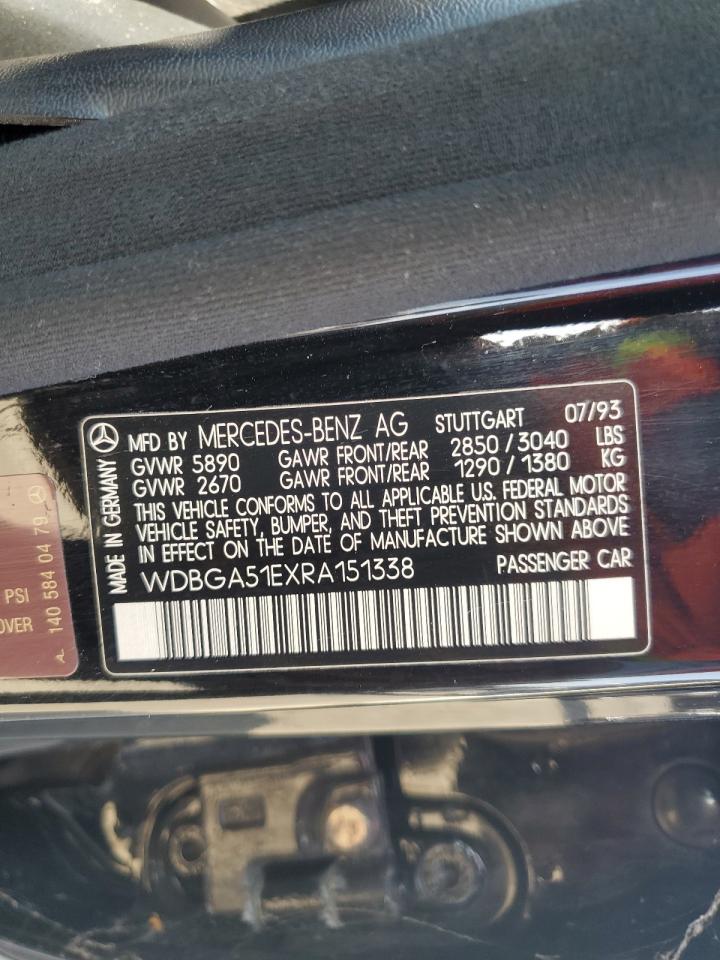 MADE IN GERMANY
MFD BY MERCEDES-BENZ AG STUTTGART 07/93
GVWR 5890 GAWR FRONT/REAR 2850 / 3040 LBS
GVWR 2670 GAWR FRONT/REAR 1290 / 1380 KG
THIS VEHICLE CONFORMS TO ALL APPLICABLE U.S. FEDERAL MOTOR
VEHICLE SAFETY, BUMPER, AND THEFT PREVENTION STANDARDS
IN EFFECT ON THE DATE OF MANUFACTURE SHOWN ABOVE
WDBGA51EXRA151338 PASSENGER CAR
PSI
OVER
A 140 584 04 79